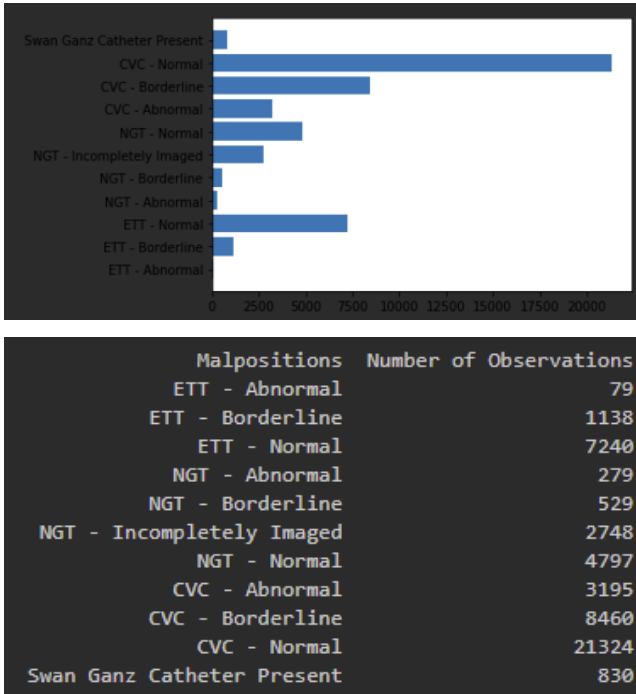 Swan Ganz Catheter Present
CVC - Normal
CVC - Borderline
CVC - Abnormal
NGT - Normal
NGT - Incompletely Imaged
NGT - Borderline
NGT - Abnormal
ETT - Normal
ETT - Borderline
ETT - Abnormal
0 2500 5000 7500 10000 12500 15000 17500 20000
Malpositions Number of Observations
ETT - Abnormal 79
ETT - Borderline 1138
ETT - Normal 7240
NGT - Abnormal 279
NGT - Borderline 529
NGT - Incompletely Imaged 2748
NGT - Normal 4797
CVC - Abnormal 3195
CVC - Borderline 8460
CVC - Normal 21324
Swan Ganz Catheter Present 830